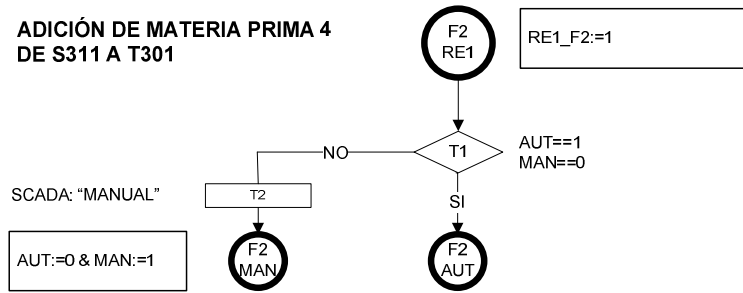 ADICIÓN DE MATERIA PRIMA 4
DE S311 A T301
F2
RE1
RE1_F2:=1
T1
AUT==1
MAN==0
NO
SI
SCADA: “MANUAL”
T2
AUT:=0 & MAN:=1
F2
MAN
F2
AUT